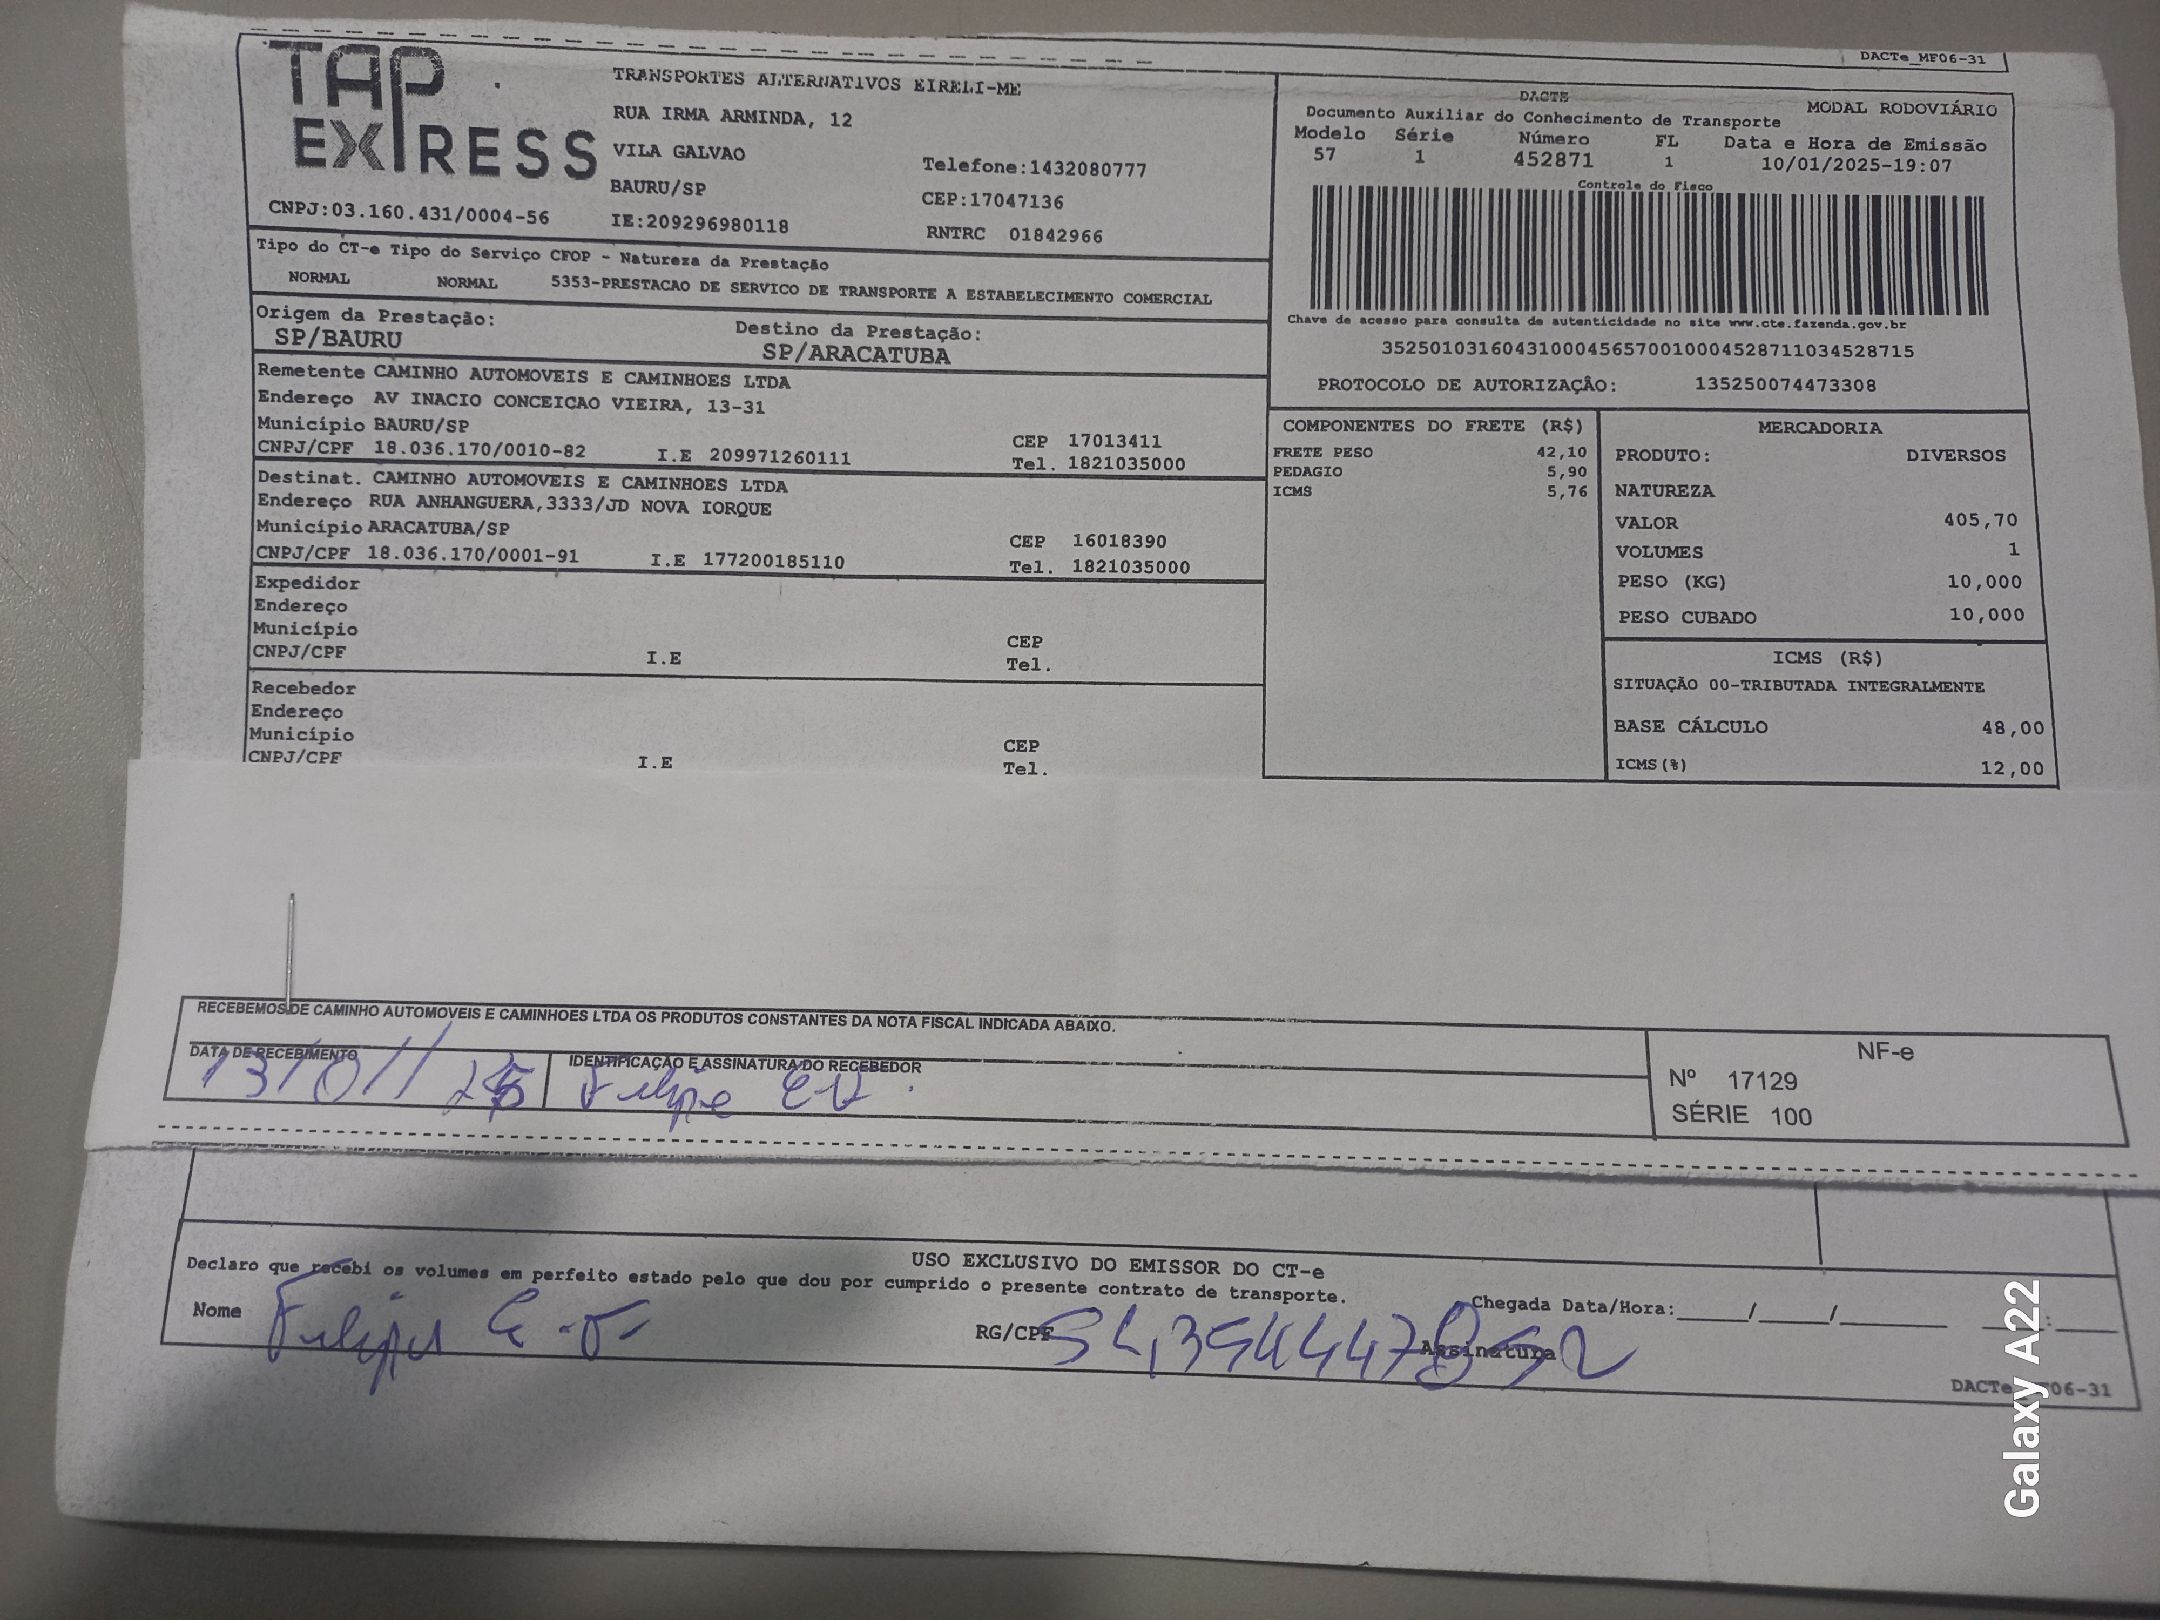 DACTe_MF06-31
TAP EXPRESS
TRANSPORTES ALTERNATIVOS EIRELI-ME
RUA IRMA ARMINDA, 12
VILA GALVAO
Telefone:1432080777
BAURU/SP
CEP:17047136
CNPJ:03.160.431/0004-56
IE:209296980118
RNTRC 01842966
DACTE
MODAL RODOVIÁRIO
Documento Auxiliar do Conhecimento de Transporte
Modelo Série Número FL Data e Hora de Emissão
57 1 452871 1 10/01/2025-19:07
Controle do Fisco
Chave de acesso para consulta de autenticidade no site www.cte.fazenda.gov.br
35250103160431000456570010004528711034528715
PROTOCOLO DE AUTORIZAÇÃO: 135250074473308
Tipo do CT-e Tipo do Serviço CFOP - Natureza da Prestação
NORMAL NORMAL 5353-PRESTACAO DE SERVICO DE TRANSPORTE A ESTABELECIMENTO COMERCIAL
Origem da Prestação: Destino da Prestação:
SP/BAURU SP/ARACATUBA
Remetente CAMINHO AUTOMOVEIS E CAMINHOES LTDA
Endereço AV INACIO CONCEICAO VIEIRA, 13-31
Município BAURU/SP CEP 17013411
CNPJ/CPF 18.036.170/0010-82 I.E 209971260111 Tel. 1821035000
Destinat. CAMINHO AUTOMOVEIS E CAMINHOES LTDA
Endereço RUA ANHANGUERA,3333/JD NOVA IORQUE
Município ARACATUBA/SP CEP 16018390
CNPJ/CPF 18.036.170/0001-91 I.E 177200185110 Tel. 1821035000
Expedidor
Endereço
Município CEP
CNPJ/CPF I.E Tel.
Recebedor
Endereço
Município CEP
CNPJ/CPF I.E Tel.
COMPONENTES DO FRETE (R$)
FRETE PESO 42,10
PEDAGIO 5,90
ICMS 5,76
MERCADORIA
PRODUTO: DIVERSOS
NATUREZA
VALOR 405,70
VOLUMES 1
PESO (KG) 10,000
PESO CUBADO 10,000
ICMS (R$)
SITUAÇÃO 00-TRIBUTADA INTEGRALMENTE
BASE CÁLCULO 48,00
ICMS(%) 12,00
RECEBEMOS DE CAMINHO AUTOMOVEIS E CAMINHOES LTDA OS PRODUTOS CONSTANTES DA NOTA FISCAL INDICADA ABAIXO.
DATA DE RECEBIMENTO IDENTIFICAÇÃO E ASSINATURA DO RECEBEDOR
13/01/25 Felipe
NF-e
Nº 17129
SÉRIE 100
USO EXCLUSIVO DO EMISSOR DO CT-e
Declaro que recebi os volumes em perfeito estado pelo que dou por cumprido o presente contrato de transporte.
Nome Felipe RG/CPF Assinatura
Chegada Data/Hora:_____/_____/________ ____:_____
Galaxy A22